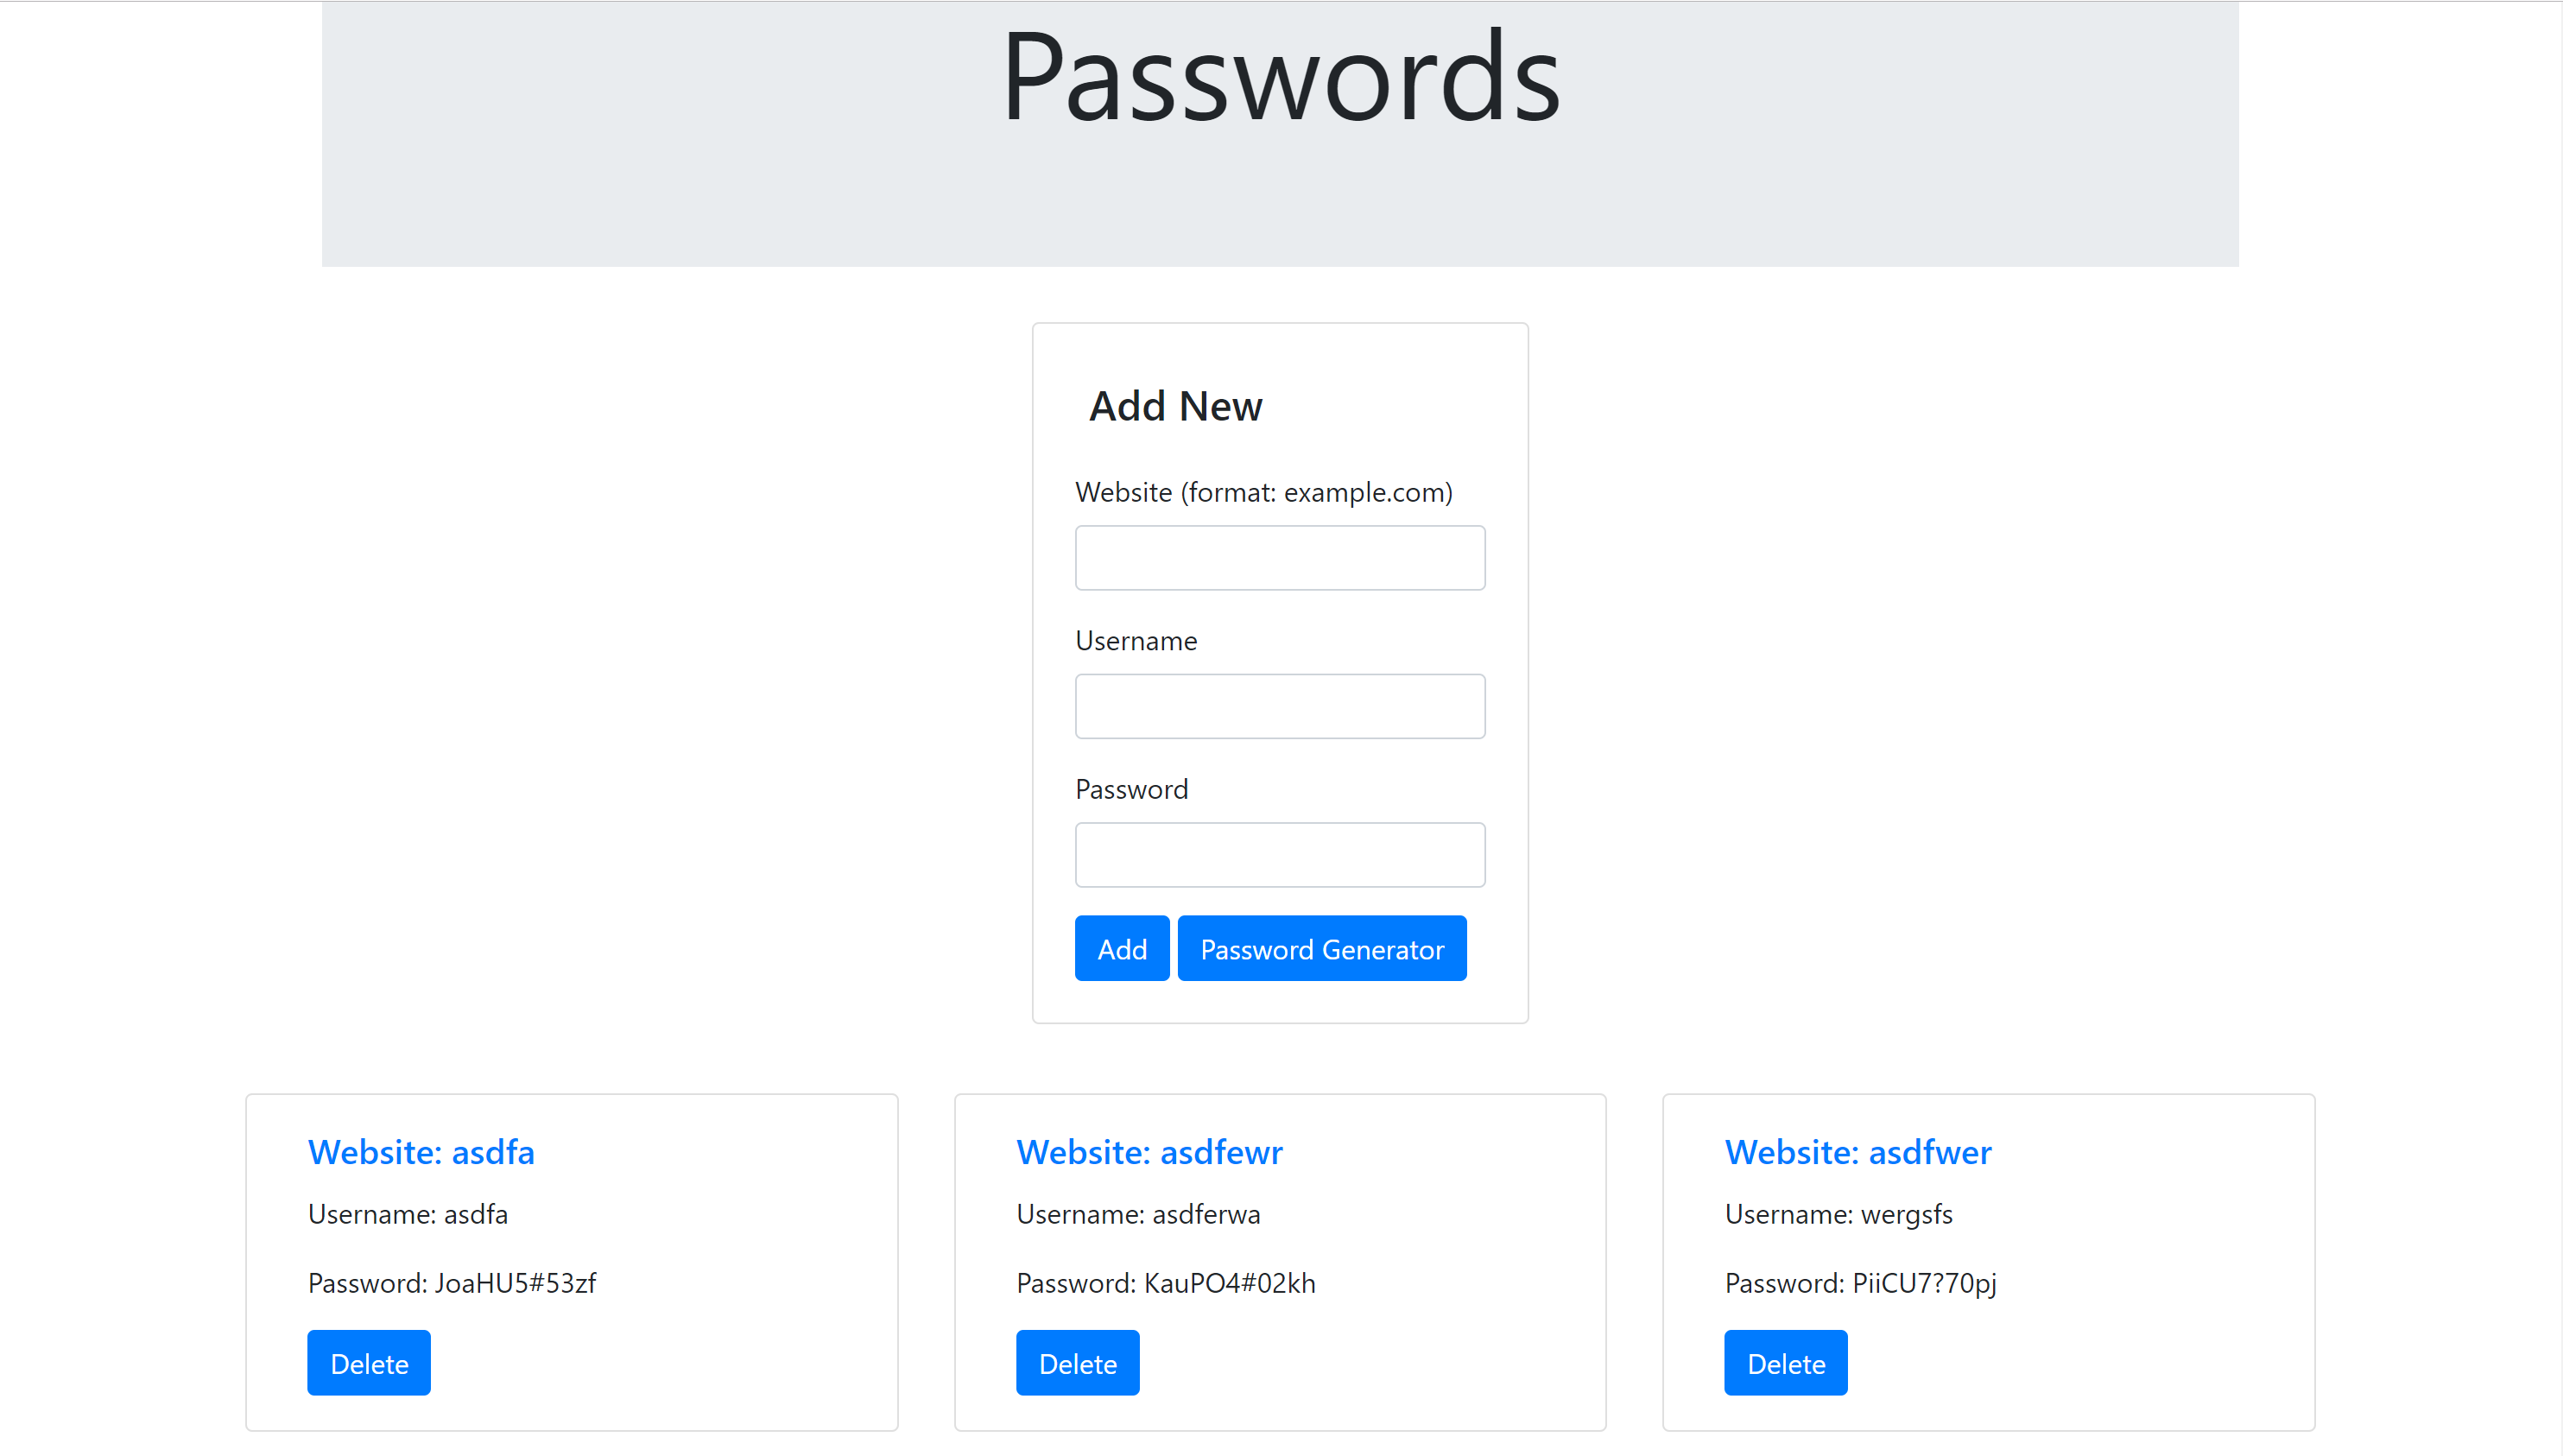 Passwords
Add New
Website (format: example.com)
Username
Password
Add
Password Generator
Website: asdfa
Username: asdfa
Password: JoaHU5#53zf
Delete
Website: asdfewr
Username: asdferwa
Password: KauPO4#02kh
Delete
Website: asdfwer
Username: wergsfs
Password: PiiCU7?70pj
Delete